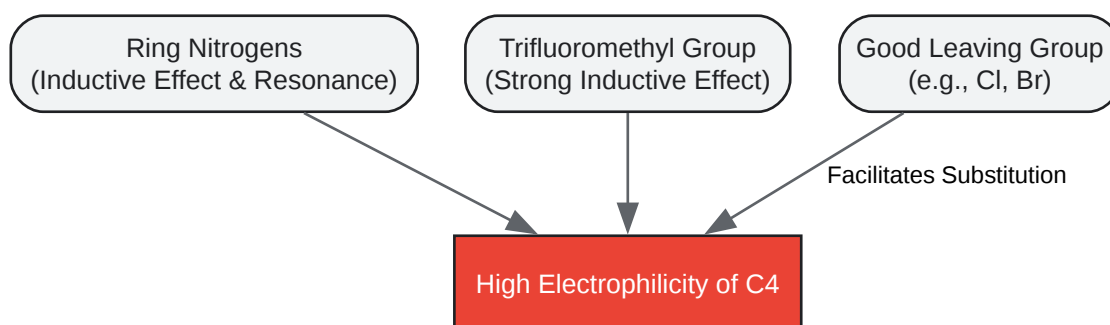 Ring Nitrogens
(Inductive Effect & Resonance)
Trifluoromethyl Group
(Strong Inductive Effect)
Good Leaving Group
(e.g., Cl, Br)
Facilitates Substitution
High Electrophilicity of C4